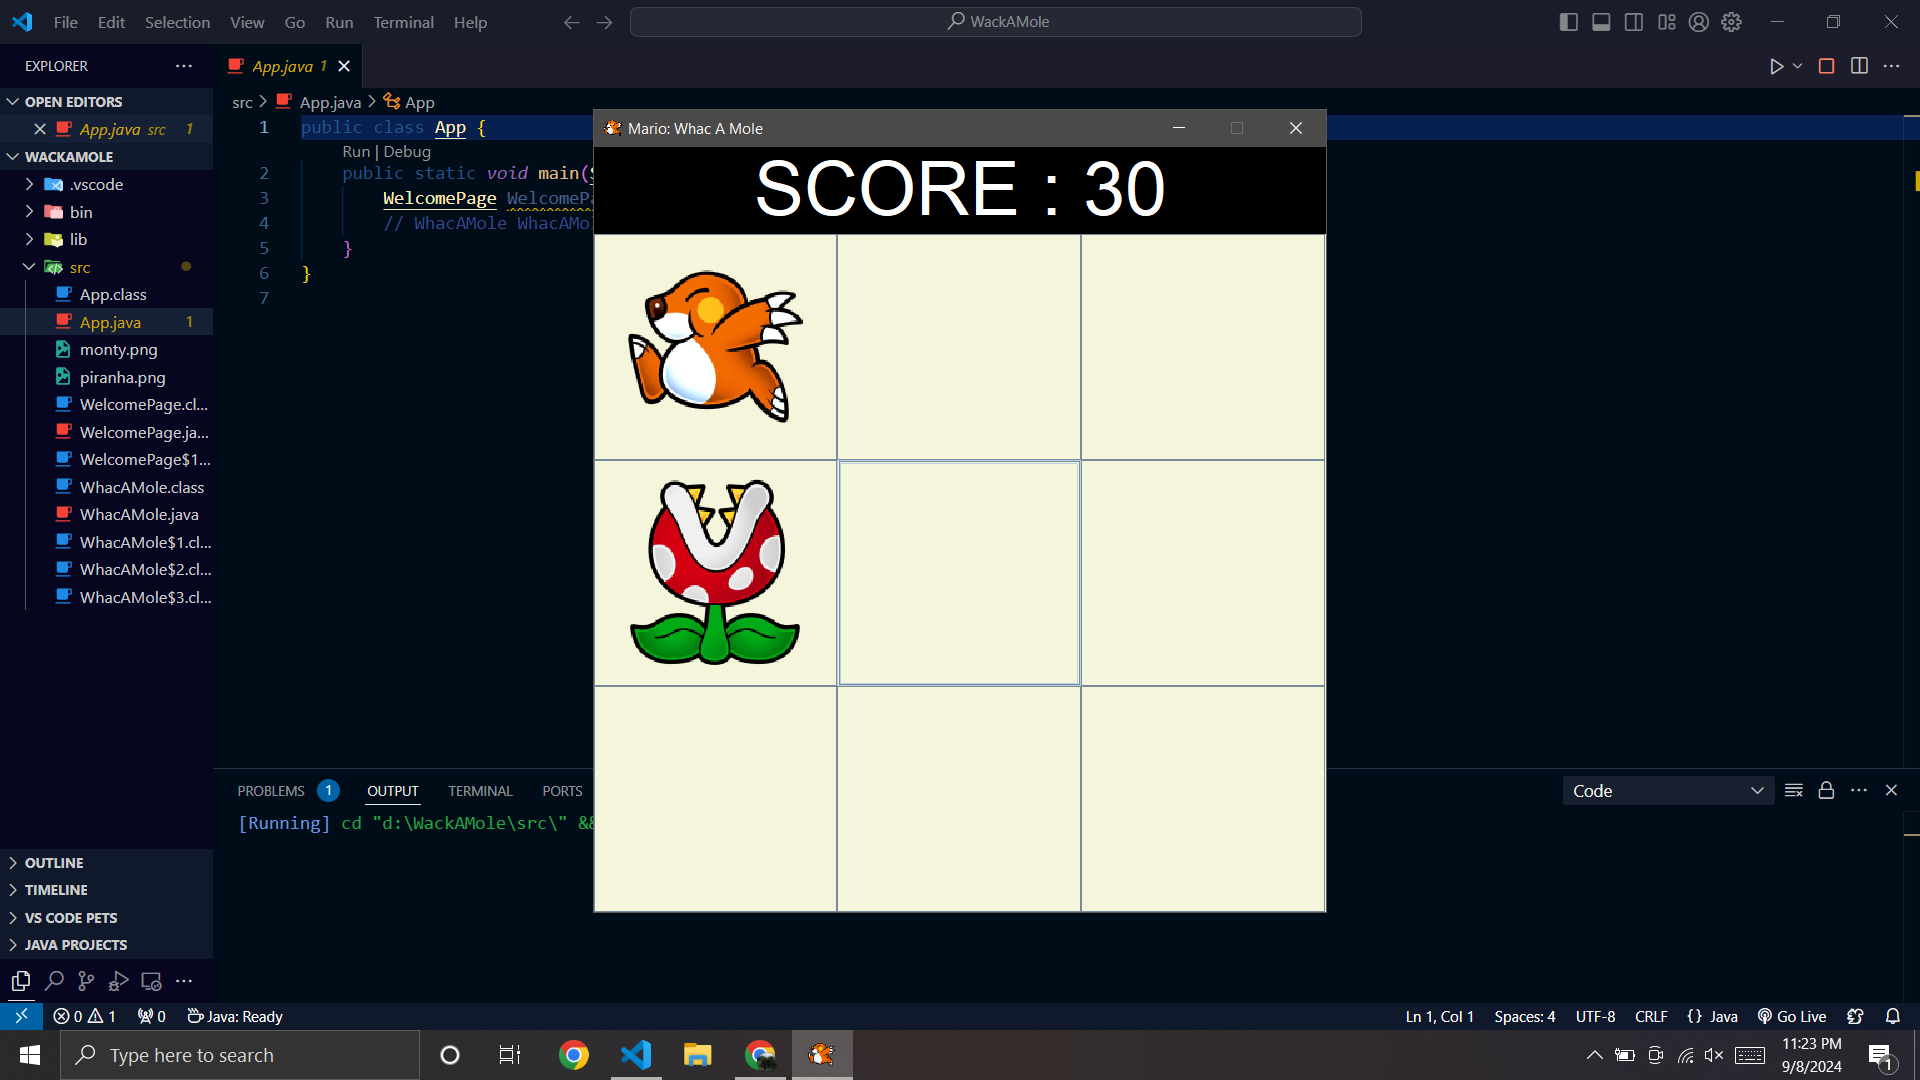 File Edit Selection View Go Run Terminal Help
WackAMole
EXPLORER
App.java 1
OPEN EDITORS
App.java src 1
WACKAMOLE
.vscode
bin
lib
src
App.class
App.java 1
monty.png
piranha.png
WelcomePage.cl...
WelcomePage.ja...
WelcomePage$1...
WhacAMole.class
WhacAMole.java
WhacAMole$1.cl...
WhacAMole$2.cl...
WhacAMole$3.cl...
OUTLINE
TIMELINE
VS CODE PETS
JAVA PROJECTS
src > App.java > App
1 public class App {
Run | Debug
2 public static void main(
3 WelcomePage WelcomeP
4 // WhacAMole WhacAMo
5 }
6 }
7
Mario: Whac A Mole
SCORE : 30
PROBLEMS 1 OUTPUT TERMINAL PORTS
Code
[Running] cd "d:\WackAMole\src\" &&
0 1 0 Java: Ready
Ln 1, Col 1 Spaces: 4 UTF-8 CRLF {} Java Go Live
Type here to search
11:23 PM
9/8/2024
1